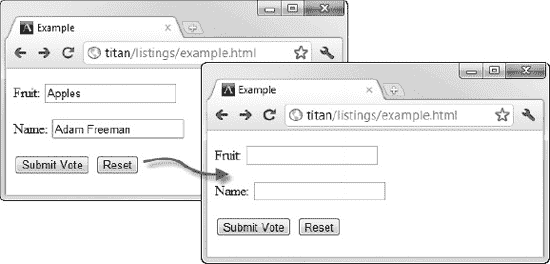 Example
titan/listings/example.html
Fruit: Apples
Name: Adam Freeman
Submit Vote Reset
Example
titan/listings/example.html
Fruit:
Name:
Submit Vote Reset